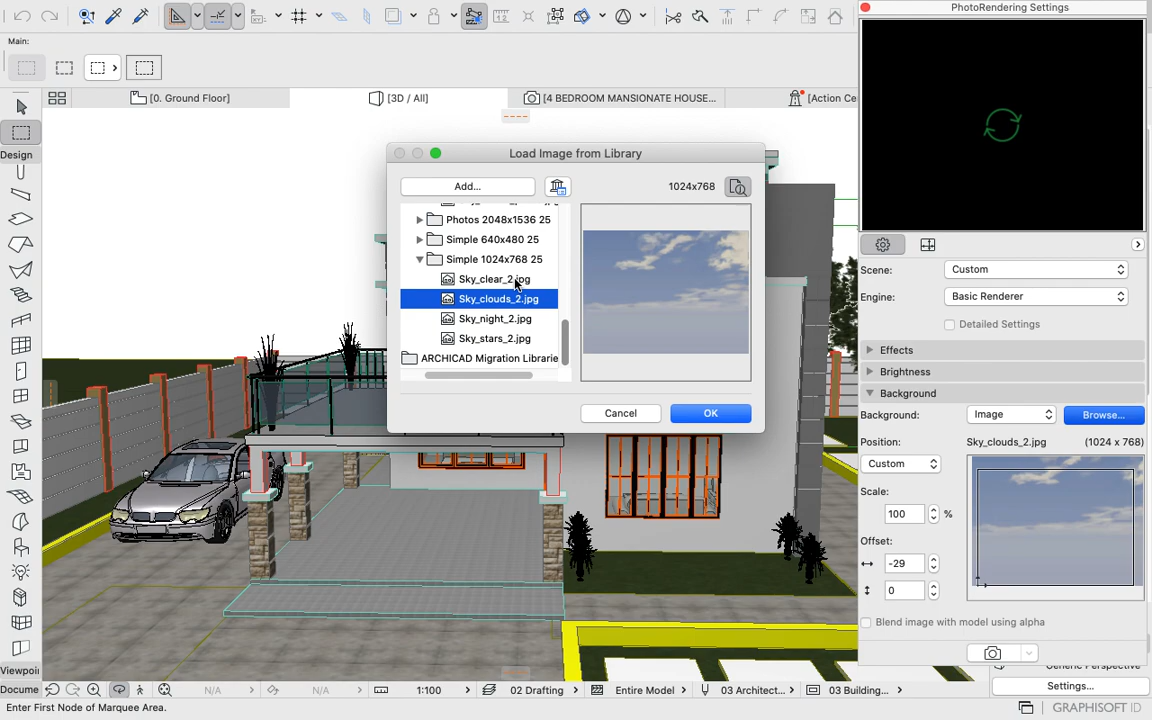 PhotoRendering Settings
Main:
[0. Ground Floor]
[3D / All]
[4 BEDROOM MANSIONATE HOUSE...
[Action Ce
Design
Load Image from Library
Add...
1024x768
Photos 2048x1536 25
Simple 640x480 25
Simple 1024x768 25
Sky_clear_2.jpg
Sky_clouds_2.jpg
Sky_night_2.jpg
Sky_stars_2.jpg
ARCHICAD Migration Librarie
Cancel
OK
Scene:
Custom
Engine:
Basic Renderer
Detailed Settings
Effects
Brightness
Background
Background:
Image
Browse...
Position:
Sky_clouds_2.jpg
(1024 x 768)
Custom
Scale:
100
%
Offset:
-29
0
Blend image with model using alpha
Viewpoi
Docume
N/A
N/A
1:100
02 Drafting
Entire Model
03 Architect...
03 Building...
Settings...
Enter First Node of Marquee Area.
GRAPHISOFT ID